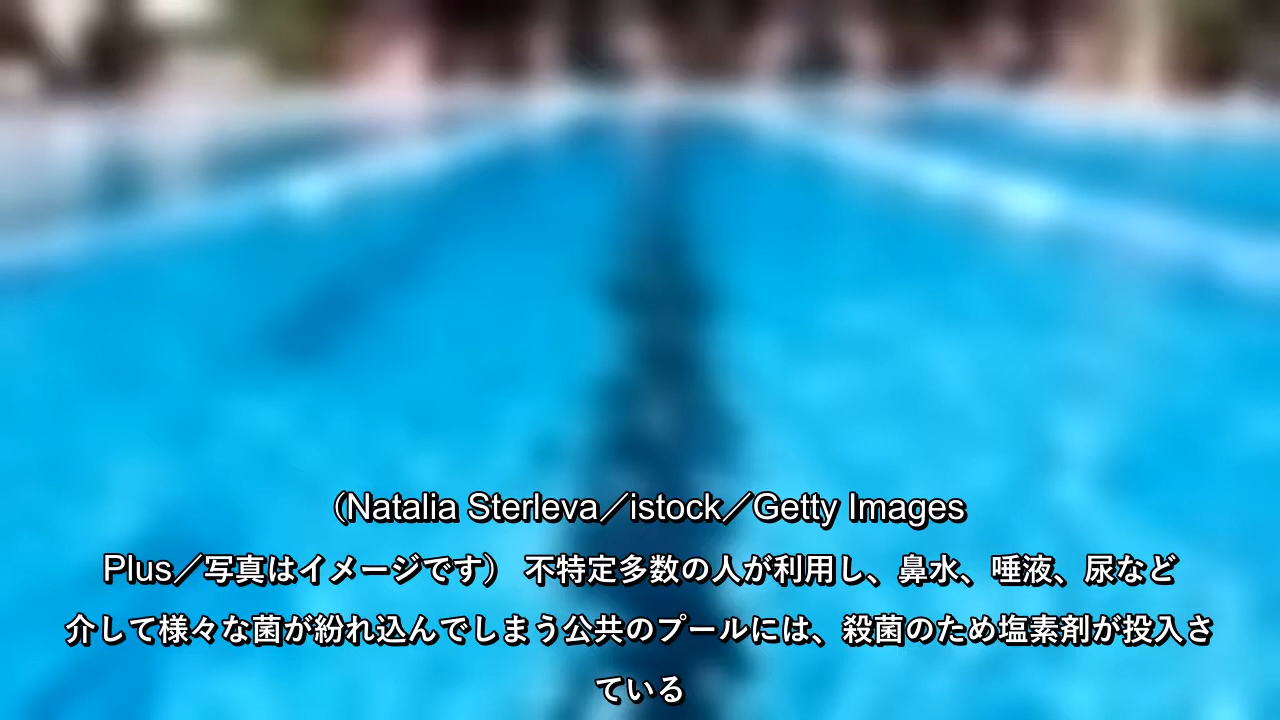 （Natalia Sterleva／istock／Getty Images
Plus／写真はイメージです） 不特定多数の人が利用し、鼻水、唾液、尿など
介して様々な菌が紛れ込んでしまう公共のプールには、殺菌のため塩素剤が投入さ
ている